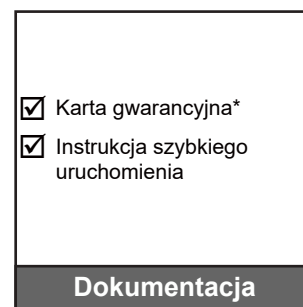 Karta gwarancyjna*
Instrukcja szybkiego
uruchomienia
Dokumentacja